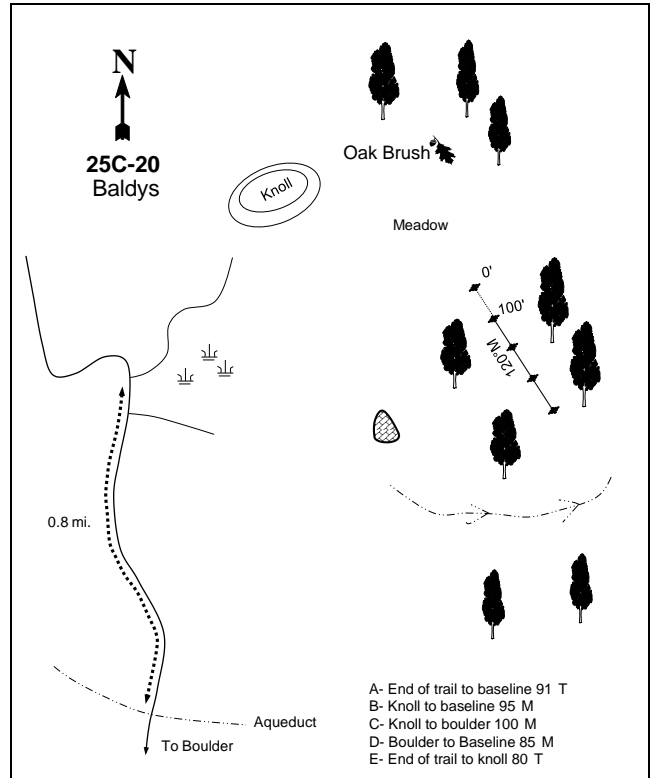 N
25C-20
Baldys
Oak Brush
Knoll
Meadow
0'
100'
120°M
0.8 mi.
Aqueduct
To Boulder
A- End of trail to baseline 91 T
B- Knoll to baseline 95 M
C- Knoll to boulder 100 M
D- Boulder to Baseline 85 M
E- End of trail to knoll 80 T